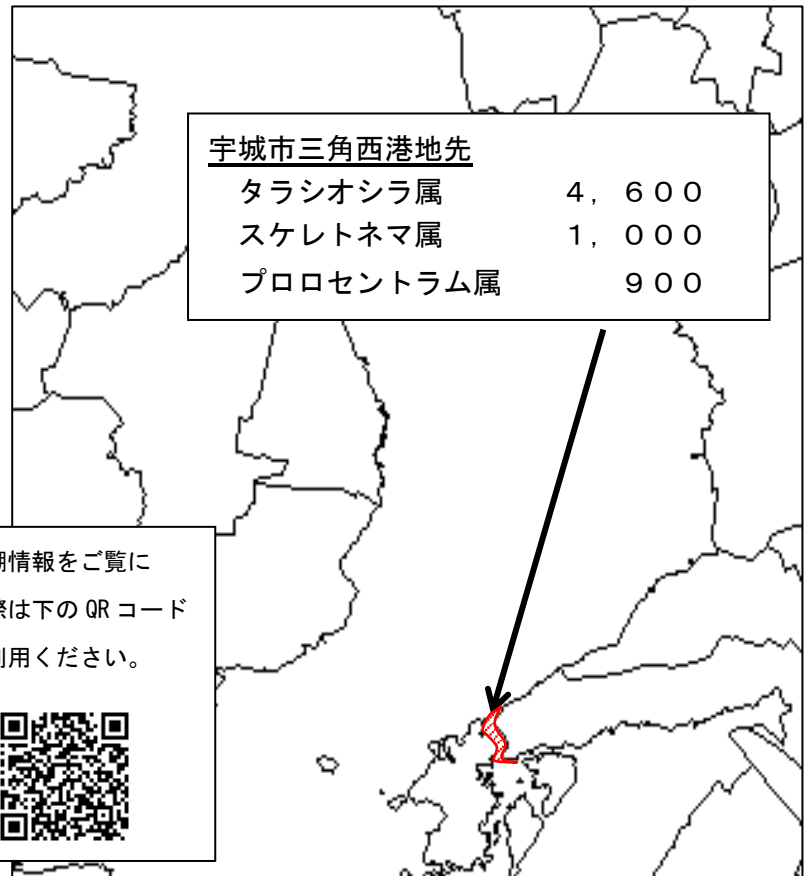 宇城市三角西港地先
タラシオシラ属 4,600
スケレトネマ属 1,000
プロロセントラム属 900
潮情報をご覧に
際は下の QR コード
利用ください。